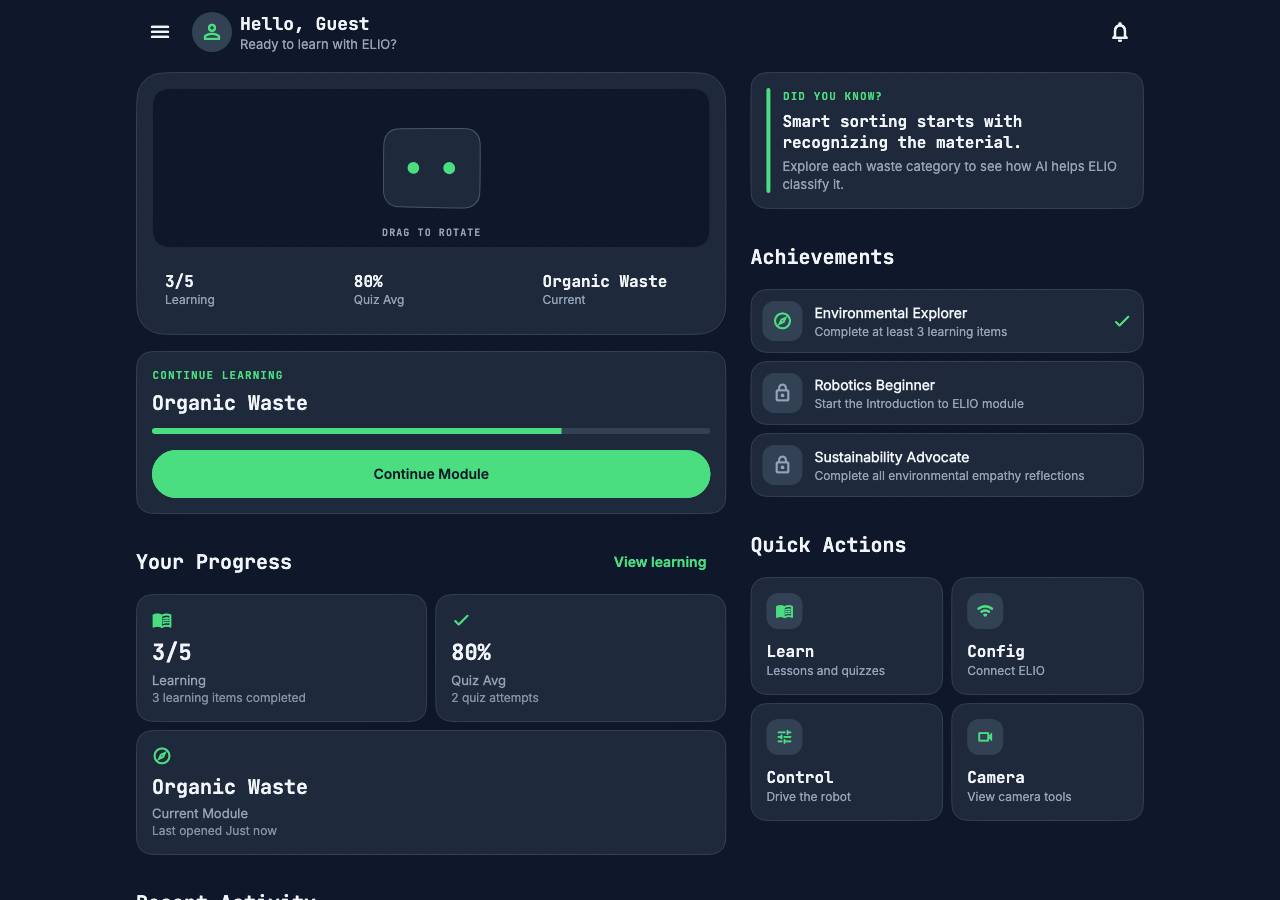 Hello, Guest
Ready to learn with ELIO?
DRAG TO ROTATE
3/5
Learning
80%
Quiz Avg
Organic Waste
Current
CONTINUE LEARNING
Organic Waste
Continue Module
Your Progress
View learning
3/5
Learning
3 learning items completed
80%
Quiz Avg
2 quiz attempts
Organic Waste
Current Module
Last opened Just now
Recent Activity
DID YOU KNOW?
Smart sorting starts with
recognizing the material.
Explore each waste category to see how AI helps ELIO
classify it.
Achievements
Environmental Explorer
Complete at least 3 learning items
Robotics Beginner
Start the Introduction to ELIO module
Sustainability Advocate
Complete all environmental empathy reflections
Quick Actions
Learn
Lessons and quizzes
Config
Connect ELIO
Control
Drive the robot
Camera
View camera tools